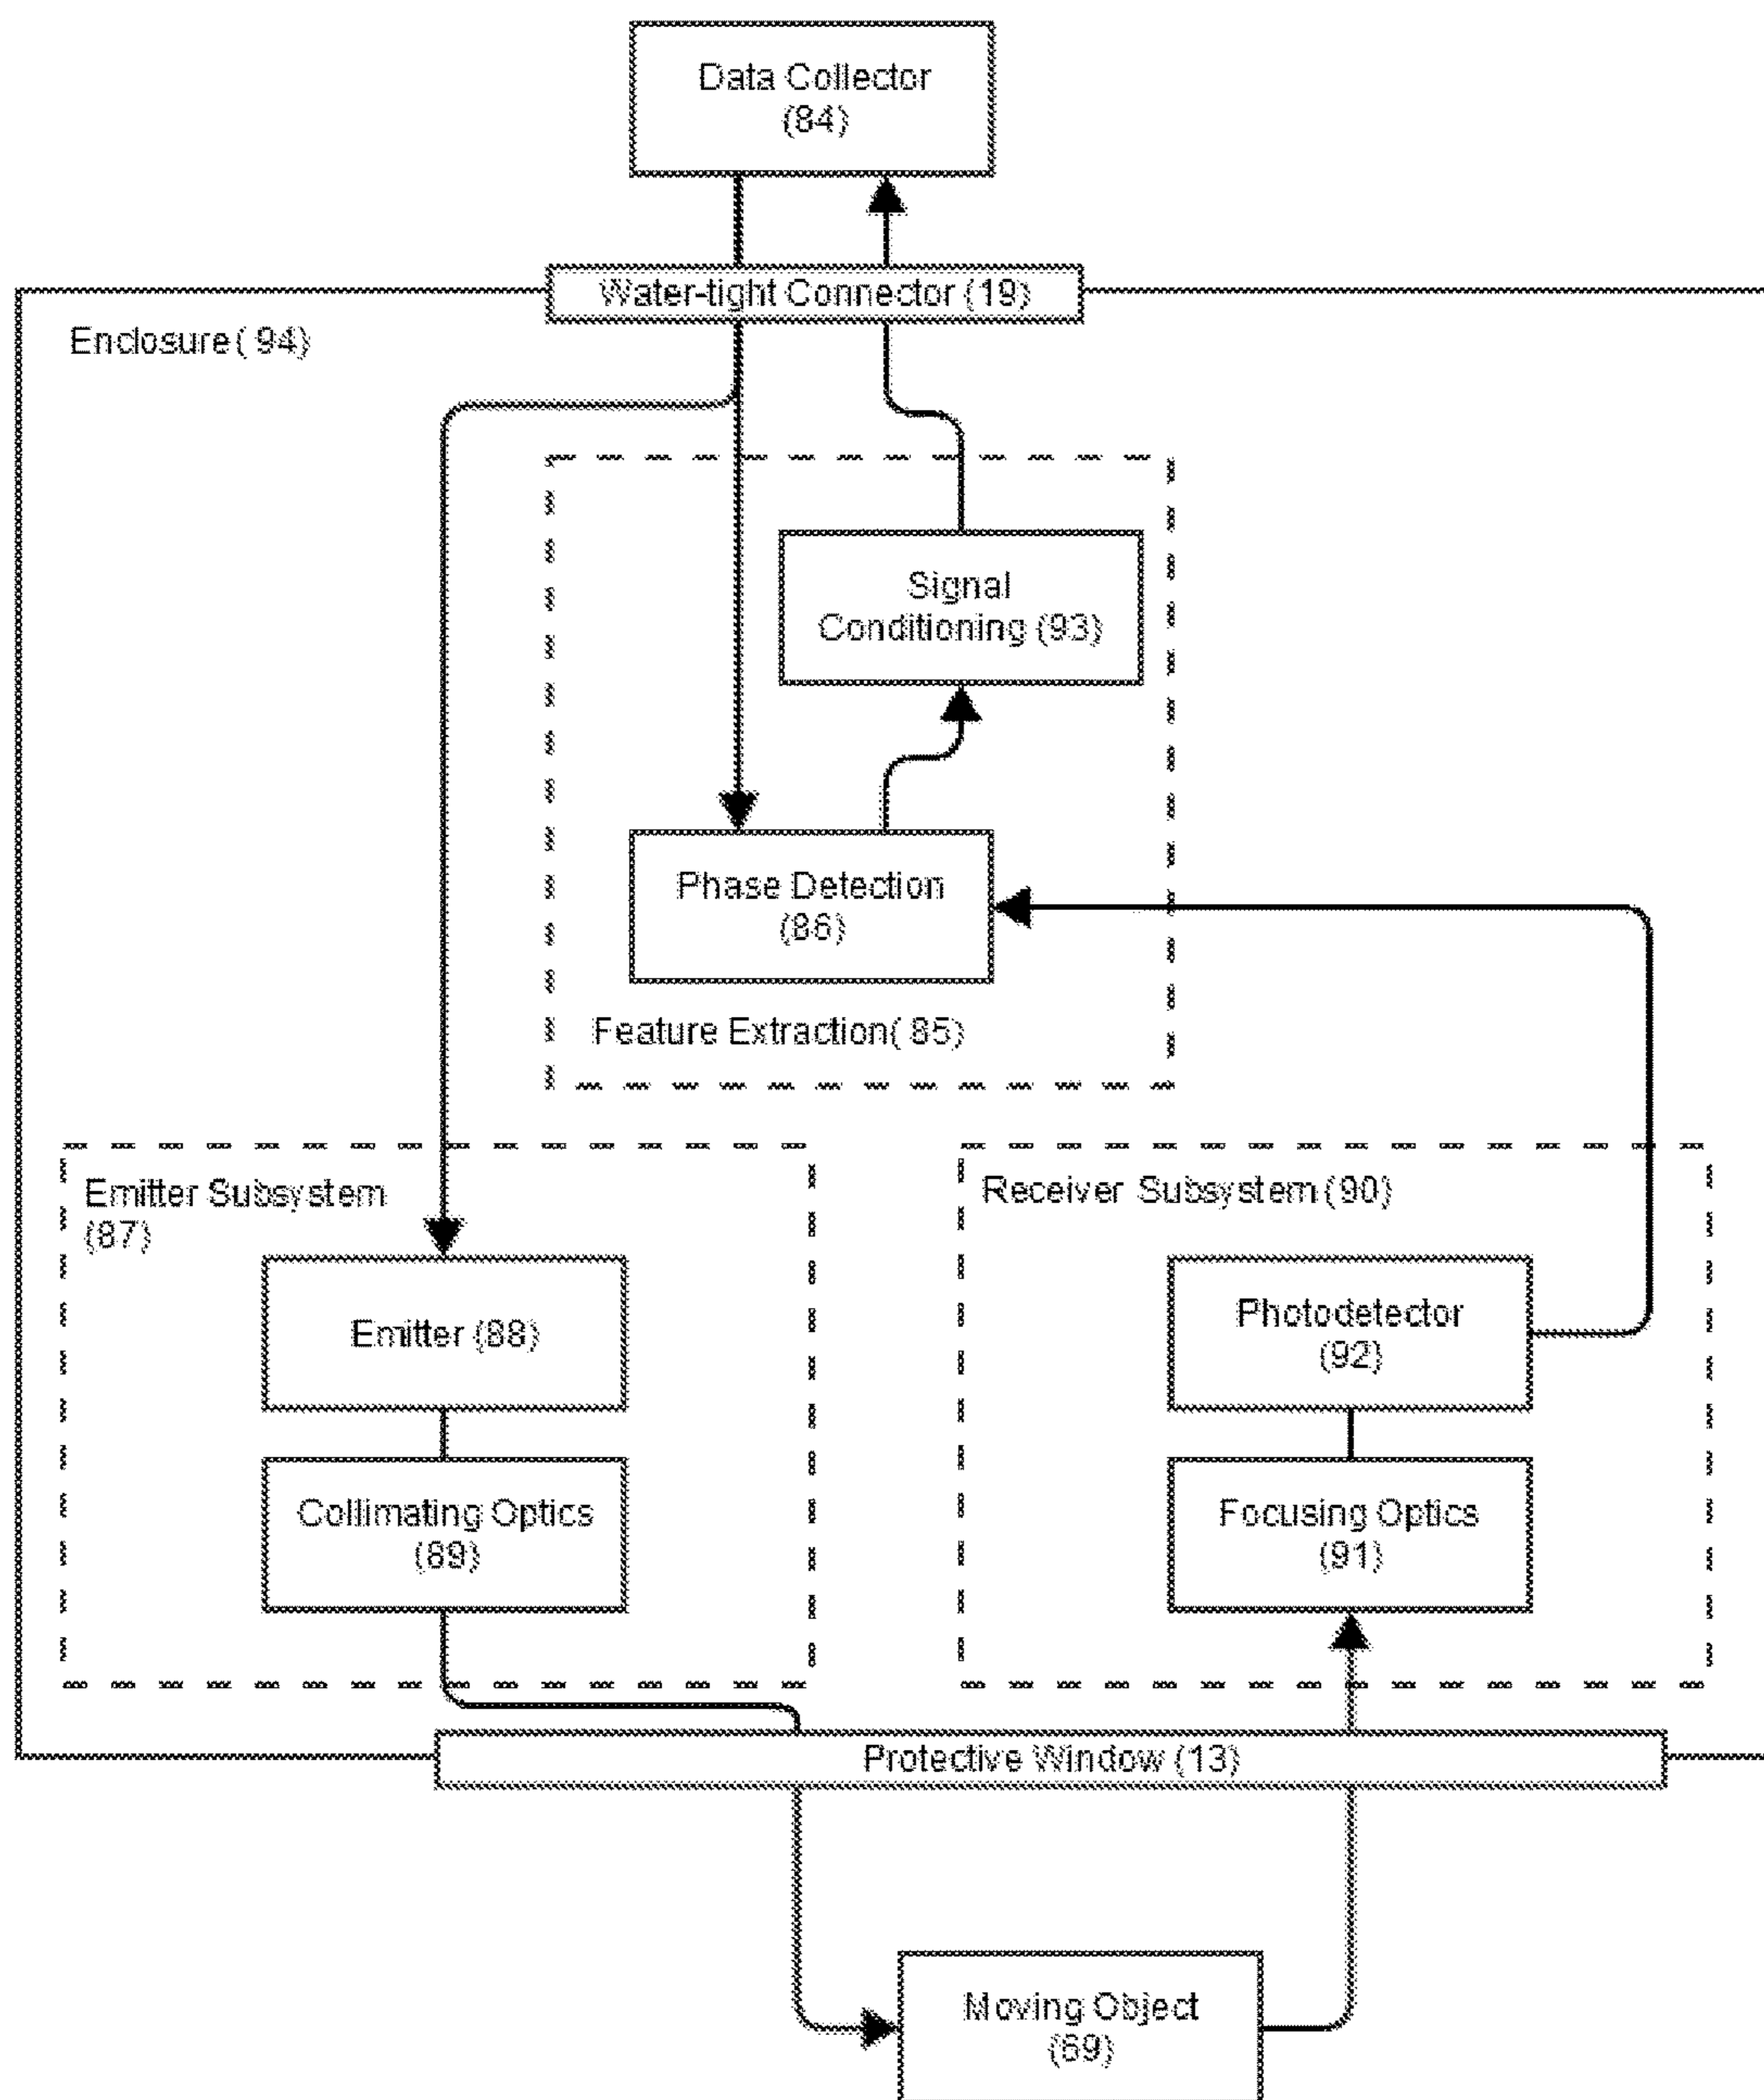 Data Collector
(84)
Water-tight Connector (19)
Enclosure( 94)
Signal
Conditioning (93)
Phase Detection
(86)
Feature Extraction( 85)
Emitter Subsystem
(87)
Receiver Subsystem (90)
Emitter (88)
Photodetector
(92)
Collimating Optics
(89)
Focusing Optics
(91)
Protective Window (13)
Moving Object
(69)